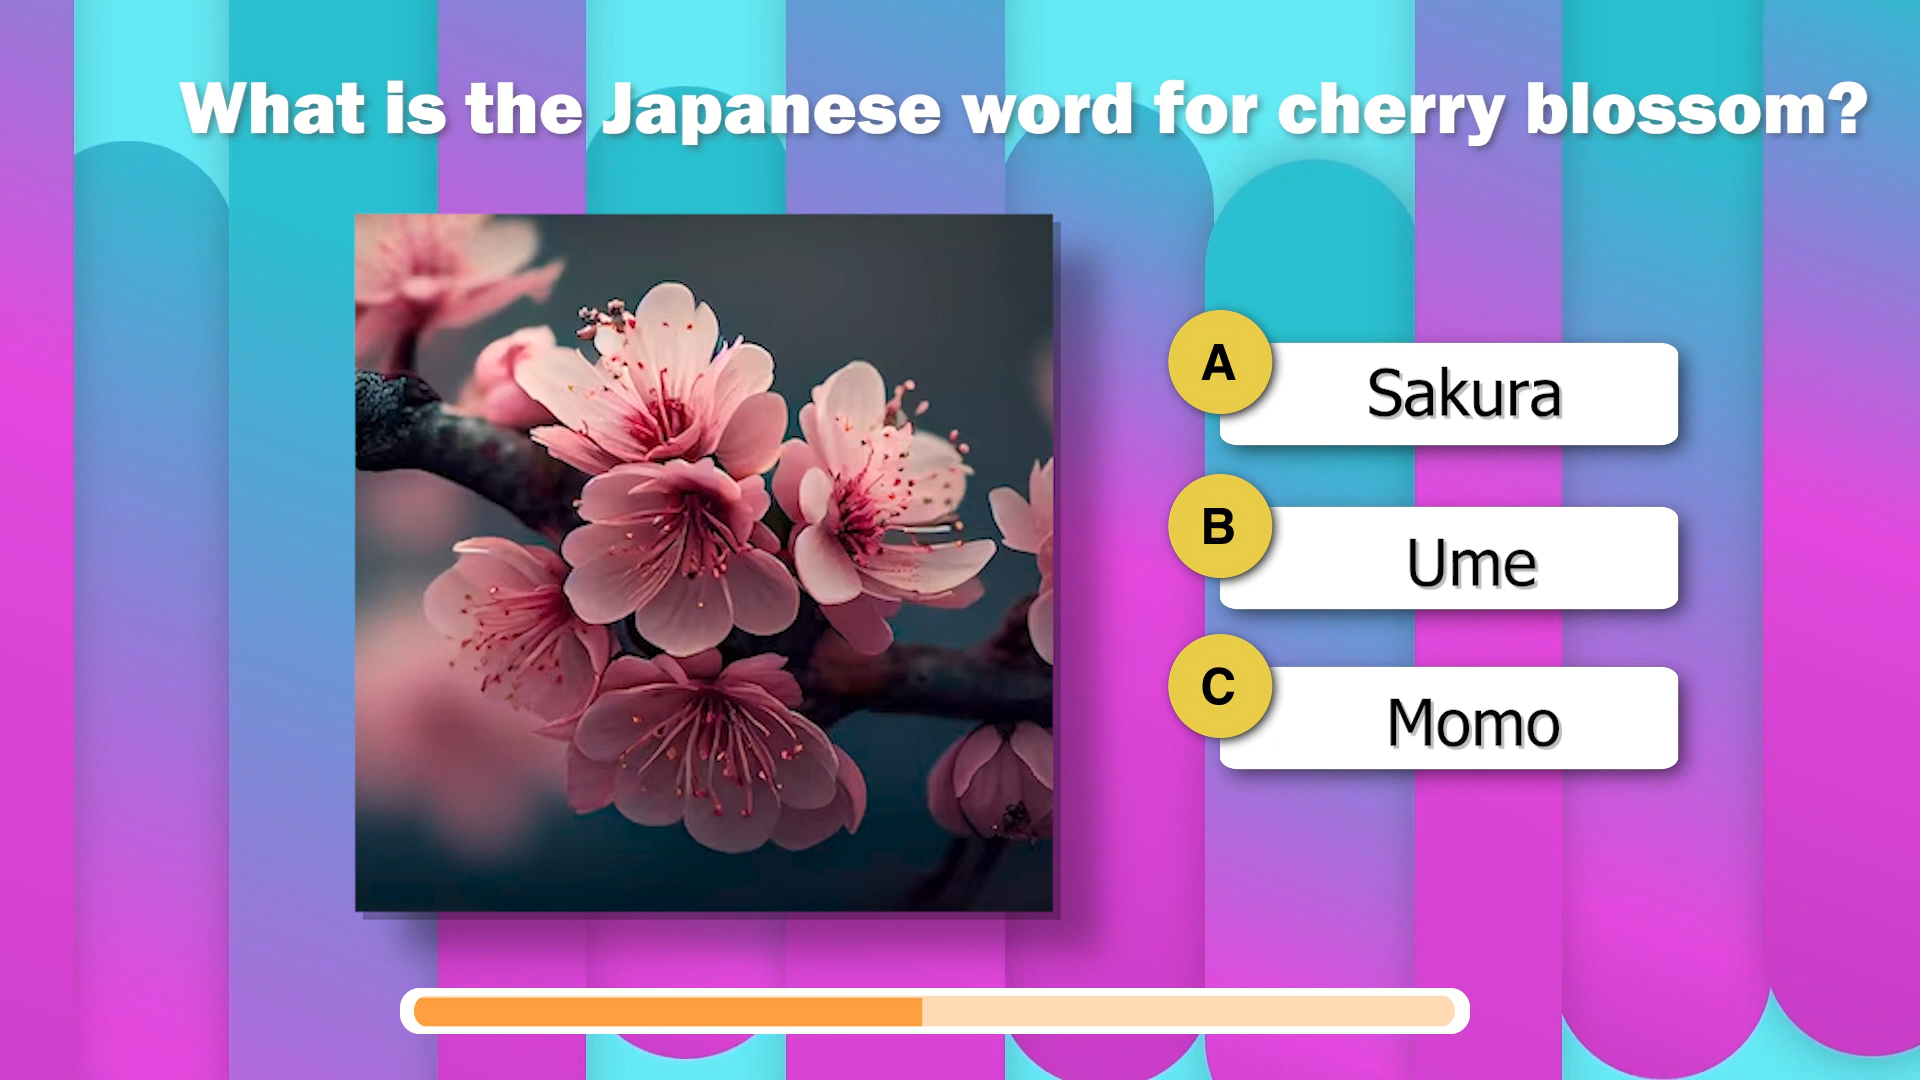 What is the Japanese word for cherry blossom?
A
Sakura
B
Ume
C
Momo